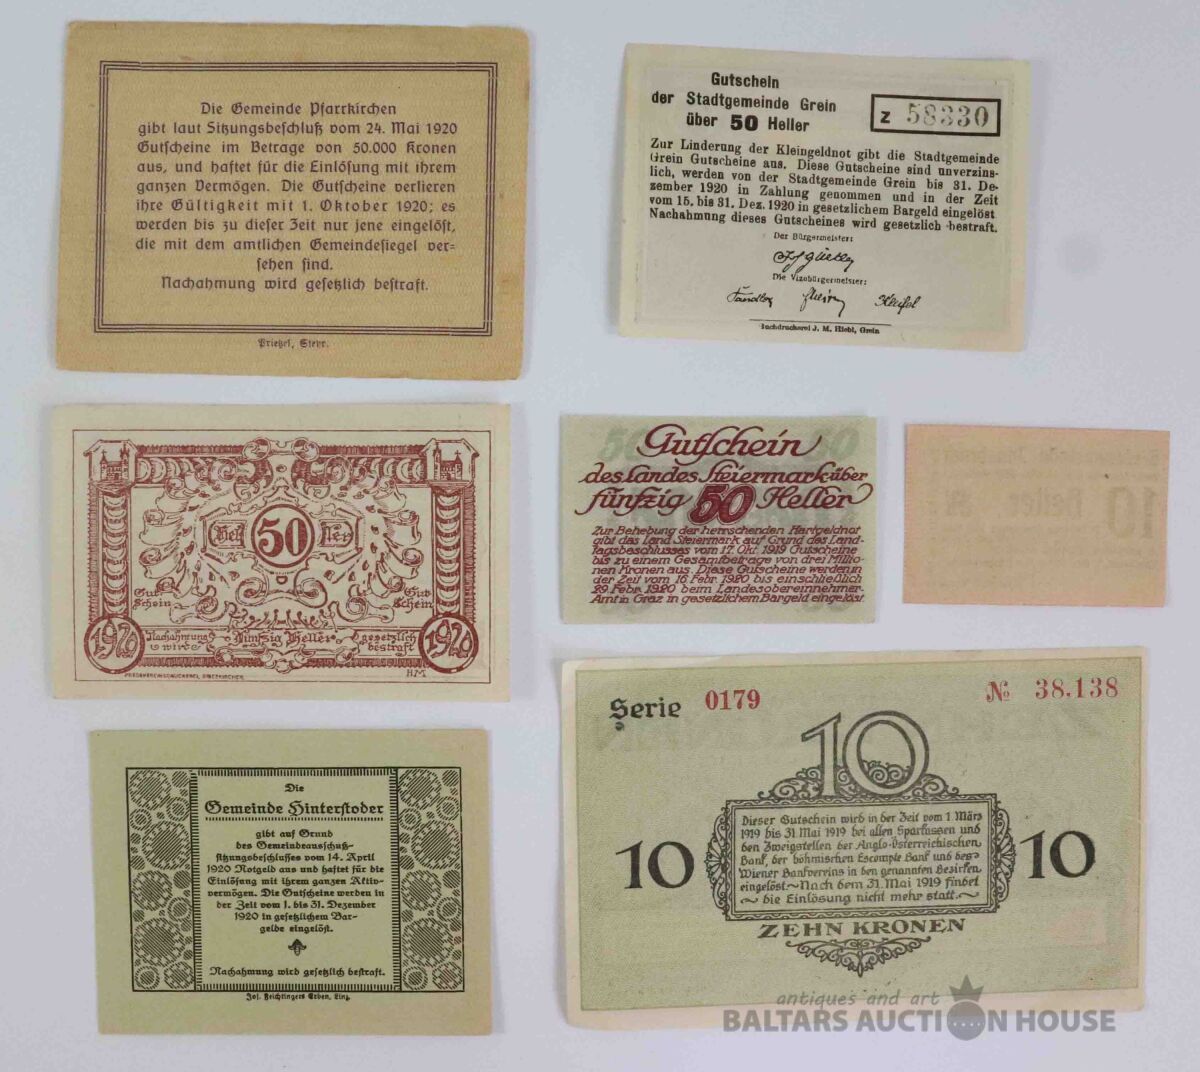 Die Gemeinde Pfarrkirchen
gibt laut Sitzungsbeschluß vom 24. Mai 1920
Gutscheine im Betrage von 50.000 Kronen
aus, und haftet für die Einlösung mit ihrem
ganzen Vermögen. Die Gutscheine verlieren
ihre Gültigkeit mit 1. Oktober 1920; es
werden bis zu dieser Zeit nur jene eingelöst,
die mit dem amtlichen Gemeindesiegel ver=
sehen sind.
Nachahmung wird gesetzlich bestraft.
Prietzel, Steyr.
Gutschein
der Stadtgemeinde Grein
über 50 Heller
Z 58330
Zur Linderung der Kleingeldnot gibt die Stadtgemeinde
Grein Gutscheine aus. Diese Gutscheine sind unverzins-
lich, werden von der Stadtgemeinde Grein bis 31. De-
zember 1920 in Zahlung genommen und in der Zeit
vom 15. bis 31. Dez. 1920 in gesetzlichem Bargeld eingelöst
Nachahmung dieses Gutscheines wird gesetzlich bestraft.
Der Bürgermeister:
Die Vizebürgermeister:
Buchdruckerei J. M. Hiebl, Grein
Hel 50 ler
Gut Schein
Gut Schein
1920 Nachahmung wird Fünfzig Heller gesetzlich bestraft 1920
HM
Gutschein
des Landes Steiermark über
fünfzig 50 Heller
Zur Behebung der herrschenden Hartgeldnot
gibt das Land Steiermark auf Grund des Land-
tagsbeschlusses vom 17. Okt. 1919 Gutscheine
bis zu einem Gesamtbetrage von drei Millio-
nen Kronen aus. Diese Gutscheine werden in
der Zeit vom 16. Febr. 1920 bis einschließlich
29. Febr. 1920 beim Landesobereinnehmer-
Amt in Graz in gesetzlichem Bargeld eingelöst
10 Heller
Die
Gemeinde Hinterstoder
gibt auf Grund
des Gemeindeausschuß=
sitzungsbeschlusses vom 14. April
1920 Notgeld aus und haftet für die
Einlösung mit ihrem ganzen Aktiv=
vermögen. Die Gutscheine werden in
der Zeit vom 1. bis 31. Dezember
1920 in gesetzlichem Bar=
gelde eingelöst.
Nachahmung wird gesetzlich bestraft.
Jos. Feichtingers Erben, Linz.
Serie 0179
№ 38.138
10
Dieser Gutschein wird in der Zeit vom 1 März
1919 bis 31 Mai 1919 bei allen Sparkassen und
den Zweigstellen der Anglo-Österreichischen
Bank, der böhmischen Escompte Bank und des
Wiener Bankvereins in den genannten Bezirken
eingelöst~Nach dem 31. Mai 1919 findet
~ die Einlösung nicht mehr statt. ~
10
10
ZEHN KRONEN
antiques and art
BALTARS AUCTION HOUSE